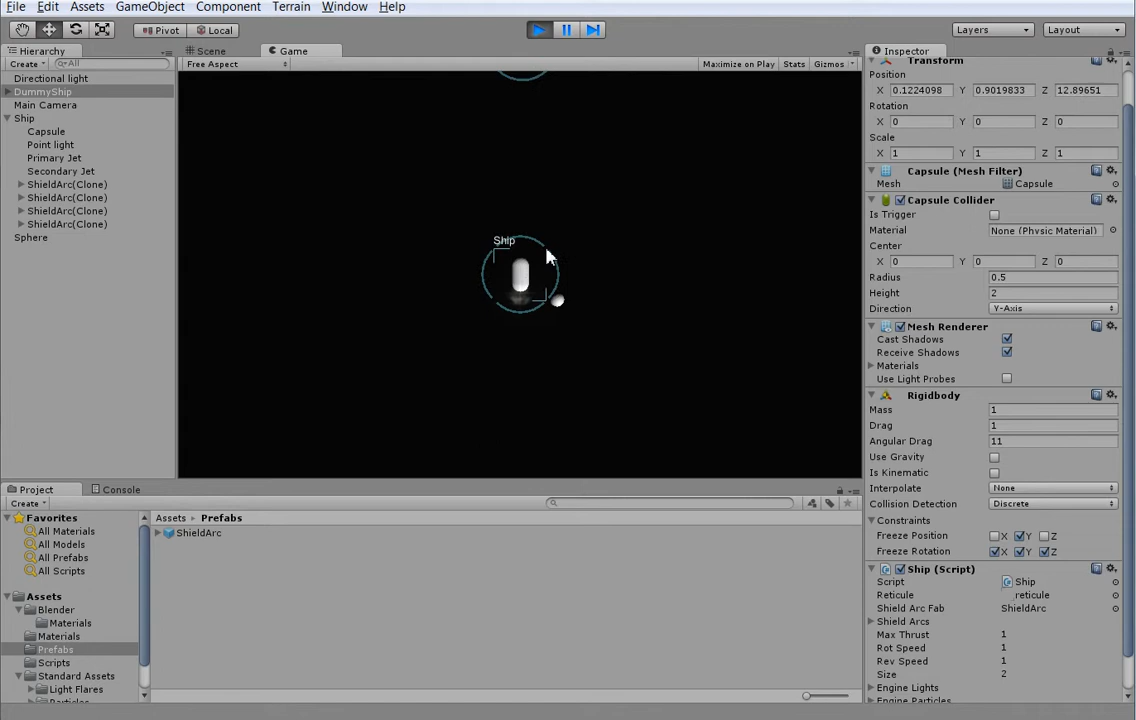 File Edit Assets GameObject Component Terrain Window Help
Pivot Local Layers Layout
Hierarchy
Create All
Directional light
DummyShip
Main Camera
Ship
Capsule
Point light
Primary Jet
Secondary Jet
ShieldArc(Clone)
ShieldArc(Clone)
ShieldArc(Clone)
ShieldArc(Clone)
Sphere
Scene Game
Free Aspect Maximize on Play Stats Gizmos
Ship
Inspector
Transform
Position
X 0.1224098 Y 0.9019833 Z 12.89651
Rotation
X 0 Y 0 Z 0
Scale
X 1 Y 1 Z 1
Capsule (Mesh Filter)
Mesh Capsule
Capsule Collider
Is Trigger
Material None (Physic Material)
Center
X 0 Y 0 Z 0
Radius 0.5
Height 2
Direction Y-Axis
Mesh Renderer
Cast Shadows
Receive Shadows
Materials
Use Light Probes
Rigidbody
Mass 1
Drag 1
Angular Drag 11
Use Gravity
Is Kinematic
Interpolate None
Collision Detection Discrete
Constraints
Freeze Position X Y Z
Freeze Rotation X Y Z
Ship (Script)
Script Ship
Reticule _reticule
Shield Arc Fab ShieldArc
Shield Arcs
Max Thrust 1
Rot Speed 1
Rev Speed 1
Size 2
Engine Lights
Engine Particles
Project Console
Create
Favorites
All Materials
All Models
All Prefabs
All Scripts
Assets
Blender
Materials
Materials
Prefabs
Scripts
Standard Assets
Light Flares
Particles
Assets Prefabs
ShieldArc